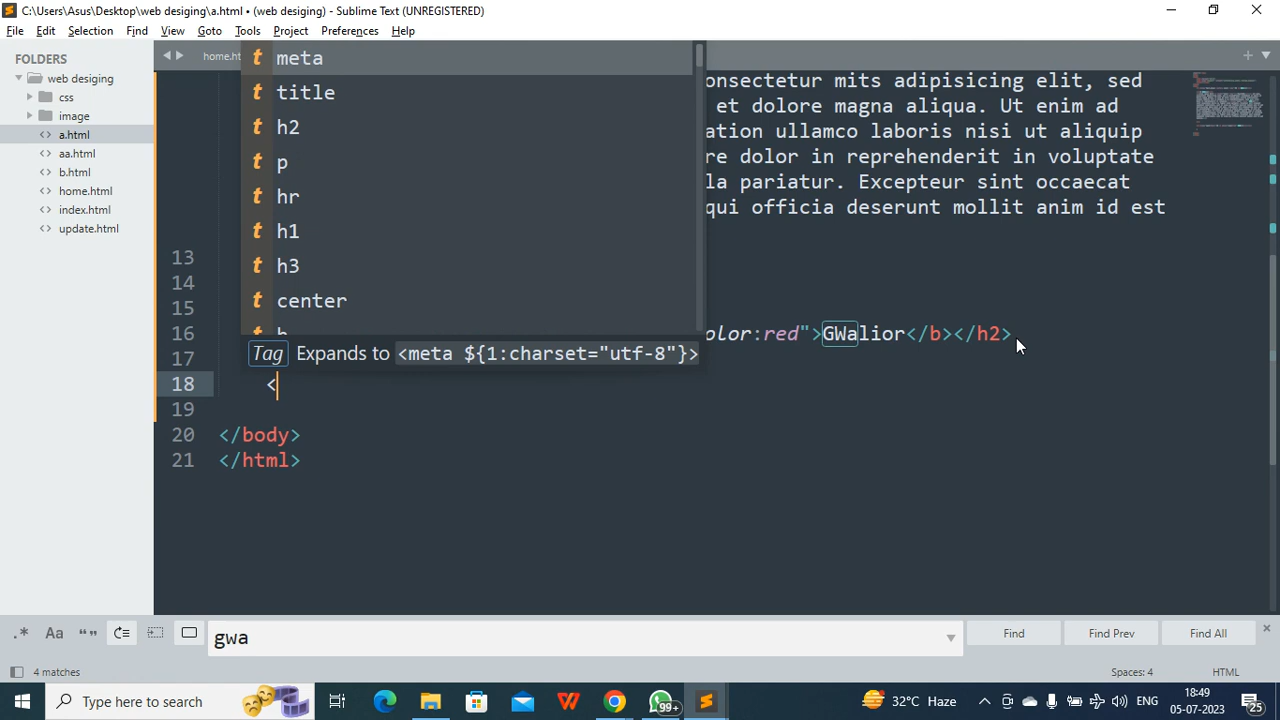 C:\Users\Asus\Desktop\web desiging\a.html • (web desiging) - Sublime Text (UNREGISTERED)
File Edit Selection Find View Goto Tools Project Preferences Help
FOLDERS
web desiging
css
image
a.html
aa.html
b.html
home.html
index.html
update.html
home.ht
t meta
t title
t h2
t p
t hr
t h1
t h3
t center
Tag Expands to <meta ${1:charset="utf-8"}>
onsectetur mits adipisicing elit, sed
et dolore magna aliqua. Ut enim ad
ation ullamco laboris nisi ut aliquip
re dolor in reprehenderit in voluptate
la pariatur. Excepteur sint occaecat
qui officia deserunt mollit anim id est
13
14
15
16 olor:red">GWalior</b></h2>
17
18 <
19
20 </body>
21 </html>
.* Aa “” gwa Find Find Prev Find All
4 matches Spaces: 4 HTML
Type here to search 99+ 32°C Haze ENG 18:49
05-07-2023 25